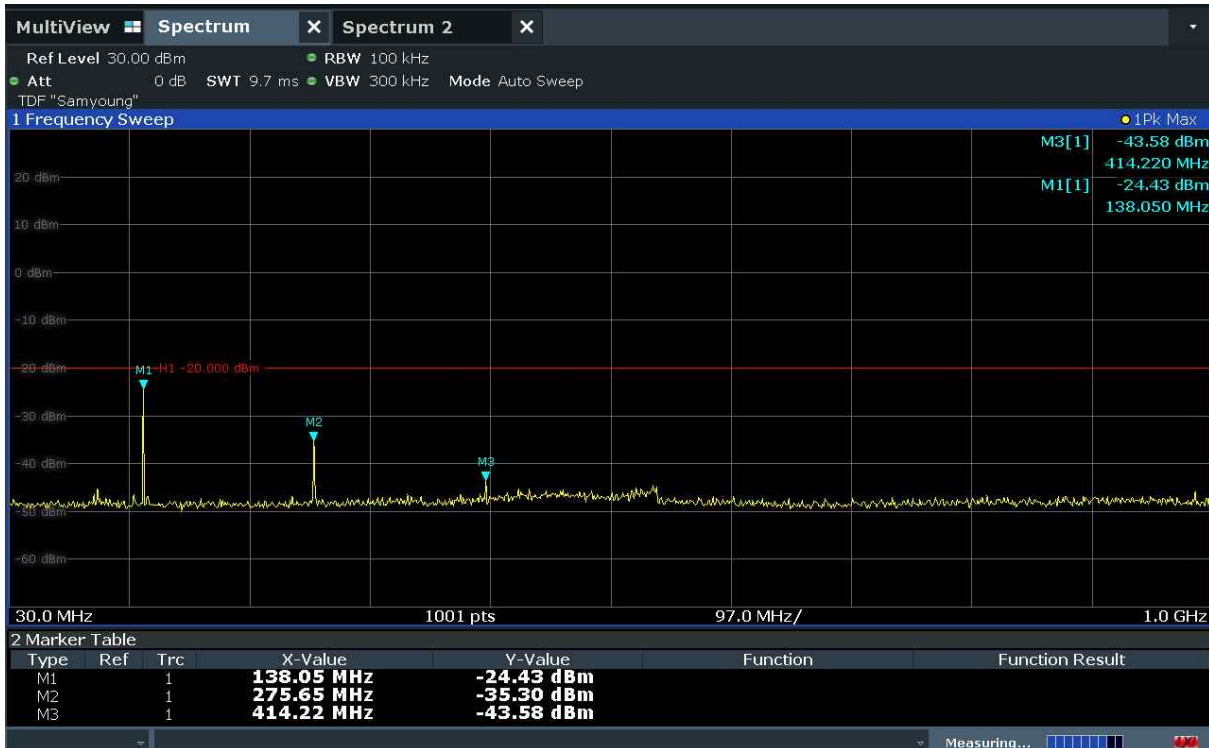 MultiView Spectrum X Spectrum 2 X
Ref Level 30.00 dBm RBW 100 kHz
Att 0 dB SWT 9.7 ms VBW 300 kHz Mode Auto Sweep
TDF "Samyoung"
1 Frequency Sweep 1Pk Max
M3[1] -43.58 dBm
414.220 MHz
20 dBm
M1[1] -24.43 dBm
138.050 MHz
10 dBm
0 dBm
-10 dBm
-20 dBm M1 H1 -20.000 dBm
-30 dBm
M2
-40 dBm M3
-50 dBm
-60 dBm
30.0 MHz 1001 pts 97.0 MHz/ 1.0 GHz
2 Marker Table
Type Ref Trc X-Value Y-Value Function Function Result
M1 1 138.05 MHz -24.43 dBm
M2 1 275.65 MHz -35.30 dBm
M3 1 414.22 MHz -43.58 dBm
Measuring...